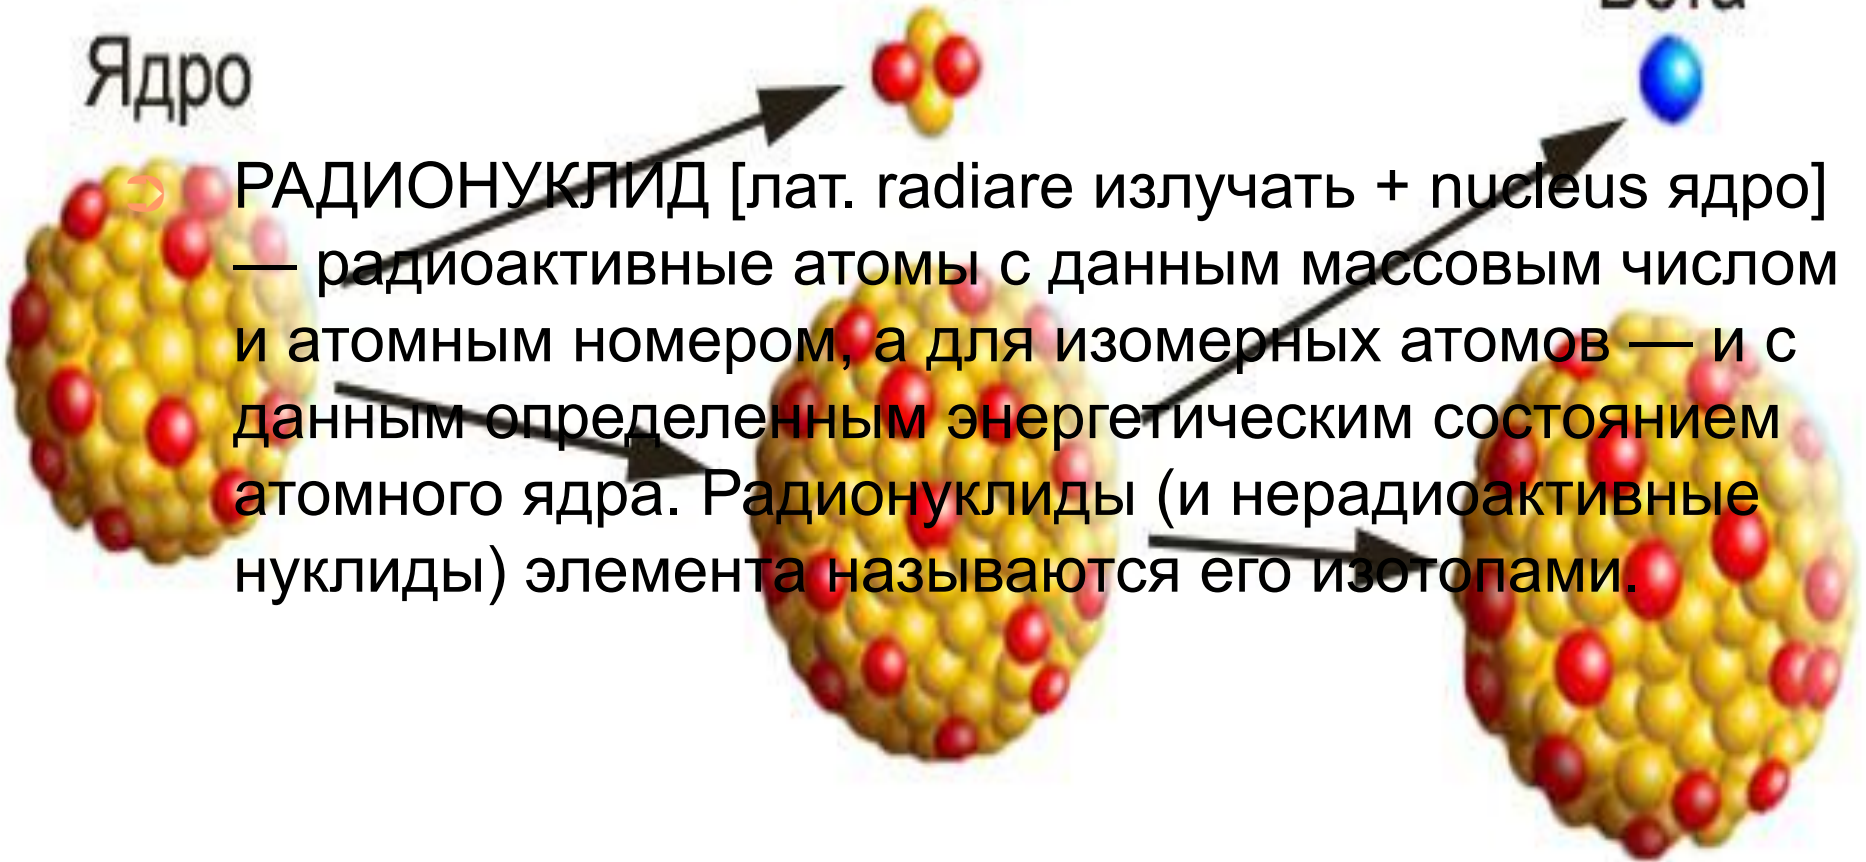 Ядро
РАДИОНУКЛИД [лат. radiare излучать + nucleus ядро]
— радиоактивные атомы с данным массовым числом
и атомным номером, а для изомерных атомов — и с
данным определенным энергетическим состоянием
атомного ядра. Радионуклиды (и нерадиоактивные
нуклиды) элемента называются его изотопами.